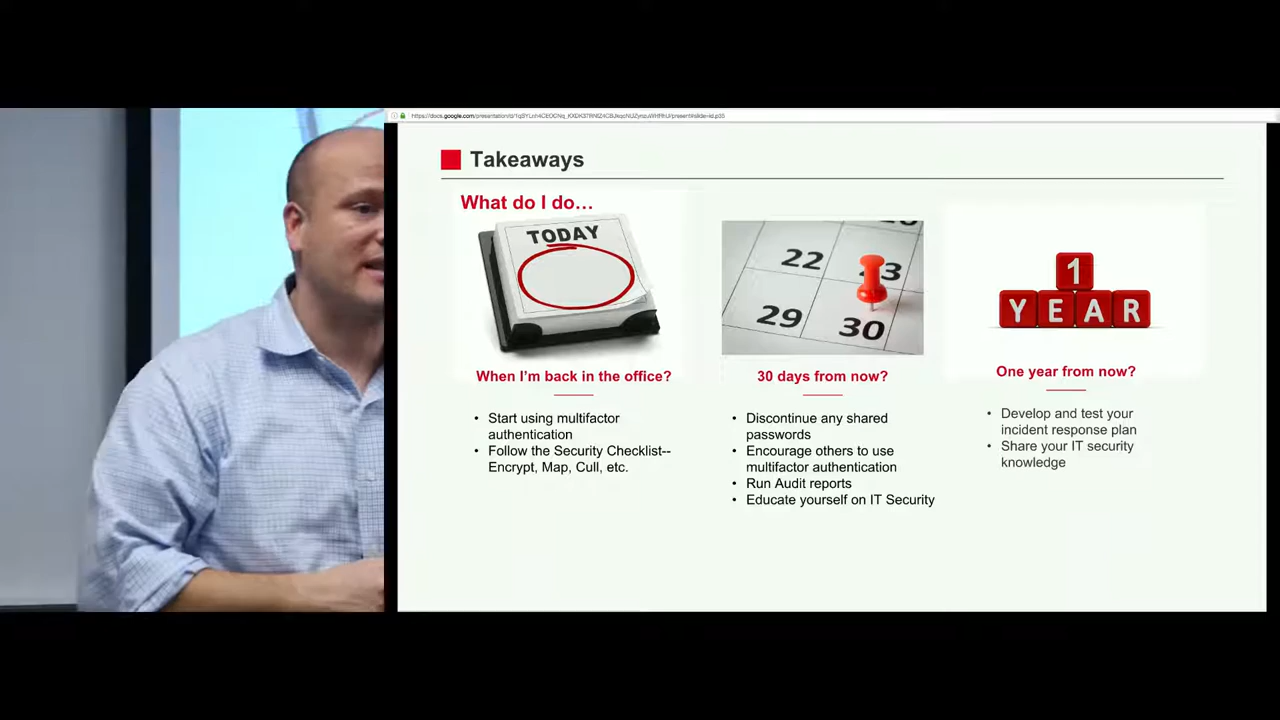 Takeaways
What do I do…
TODAY
22
23
29
30
1
YEAR
When I'm back in the office?
30 days from now?
One year from now?
• Start using multifactor
authentication
• Follow the Security Checklist--
Encrypt, Map, Cull, etc.
• Discontinue any shared
passwords
• Encourage others to use
multifactor authentication
• Run Audit reports
• Educate yourself on IT Security
• Develop and test your
incident response plan
• Share your IT security
knowledge